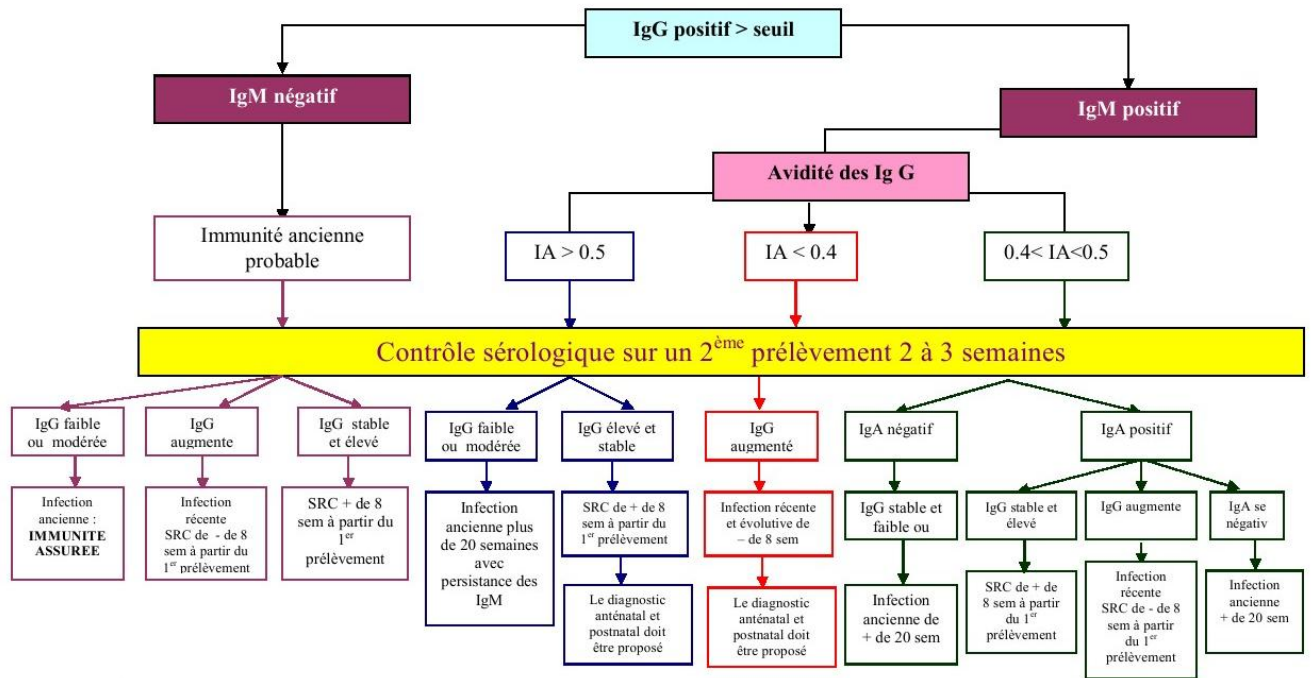 IgG positif > seuil
IgM négatif
IgM positif
Avidité des Ig G
Immunité ancienne
probable
IA > 0.5
IA < 0.4
0.4< IA<0.5
Contrôle sérologique sur un 2ème prélèvement 2 à 3 semaines
IgG faible
ou modérée
IgG
augmente
IgG stable
et élevé
IgG faible
ou modérée
IgG élevé et
stable
IgG
augmenté
IgA négatif
IgA positif
Infection
ancienne :
IMMUNITE
ASSUREE
Infection
récente
SRC de - de 8
sem à partir du
1er prélèvement
SRC + de 8
sem à partir du
1er
prélèvement
Infection
ancienne plus
de 20 semaines
avec
persistance des
IgM
SRC de + de 8
sem à partir du
1er prélèvement
Infection récente
et évolutive de
– de 8 sem
IgG stable et
faible ou
IgG stable et
élevé
IgG augmente
IgA se
négativ
Le diagnostic
anténatal et
postnatal doit
être proposé
Le diagnostic
anténatal et
postnatal doit
être proposé
Infection
ancienne de
+ de 20 sem
SRC de + de
8 sem à partir
du 1er
prélèvement
Infection
récente
SRC de - de 8
sem à partir
du 1er
prélèvement
Infection
ancienne
+ de 20 sem